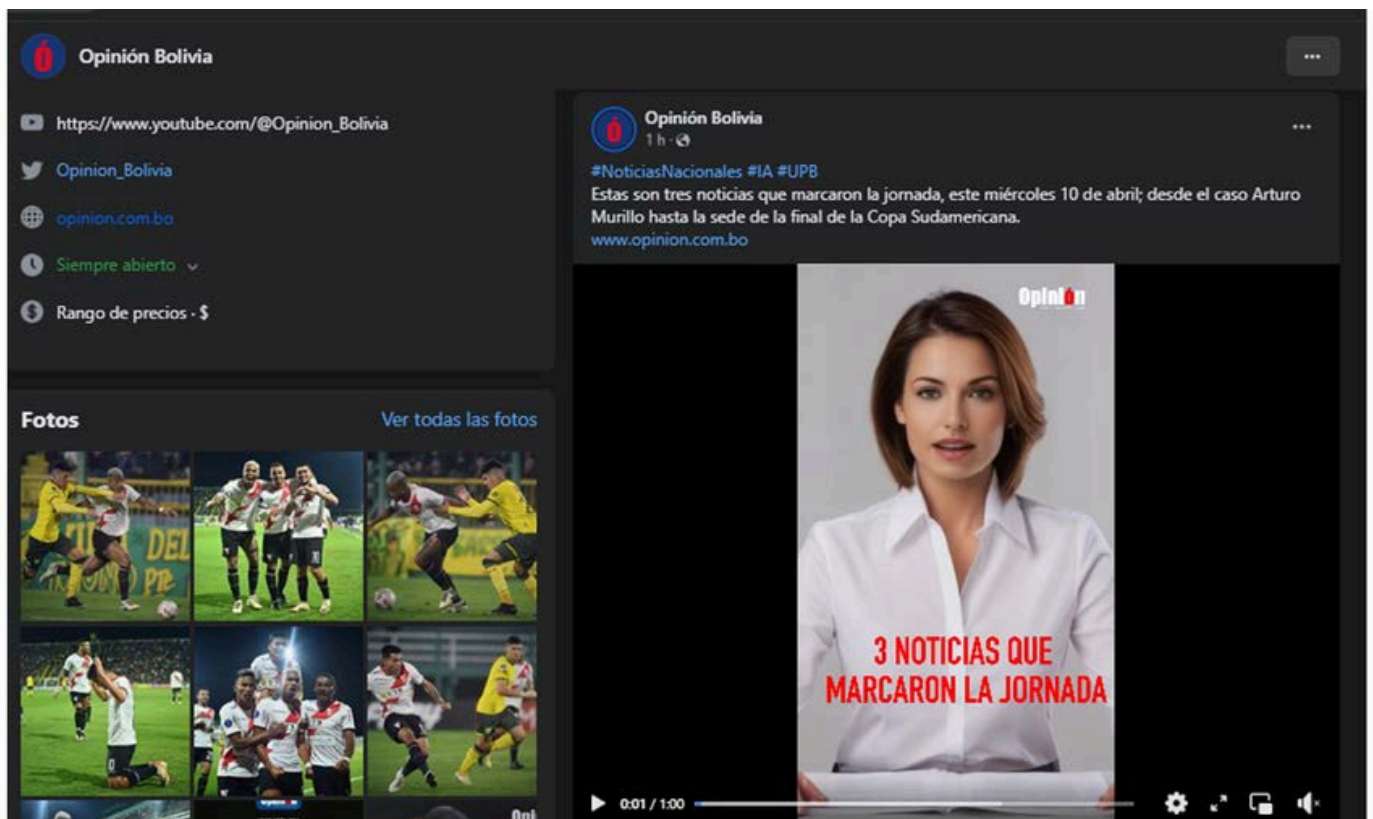 Opinión Bolivia
https://www.youtube.com/@Opinion_Bolivia
Opinion_Bolivia
opinion.com.bo
Siempre abierto
Rango de precios · $
Fotos
Ver todas las fotos
Opinión Bolivia
1 h ·
#NoticiasNacionales #IA #UPB
Estas son tres noticias que marcaron la jornada, este miércoles 10 de abril; desde el caso Arturo
Murillo hasta la sede de la final de la Copa Sudamericana.
www.opinion.com.bo
Opinión
3 NOTICIAS QUE
MARCARON LA JORNADA
0:01 / 1:00